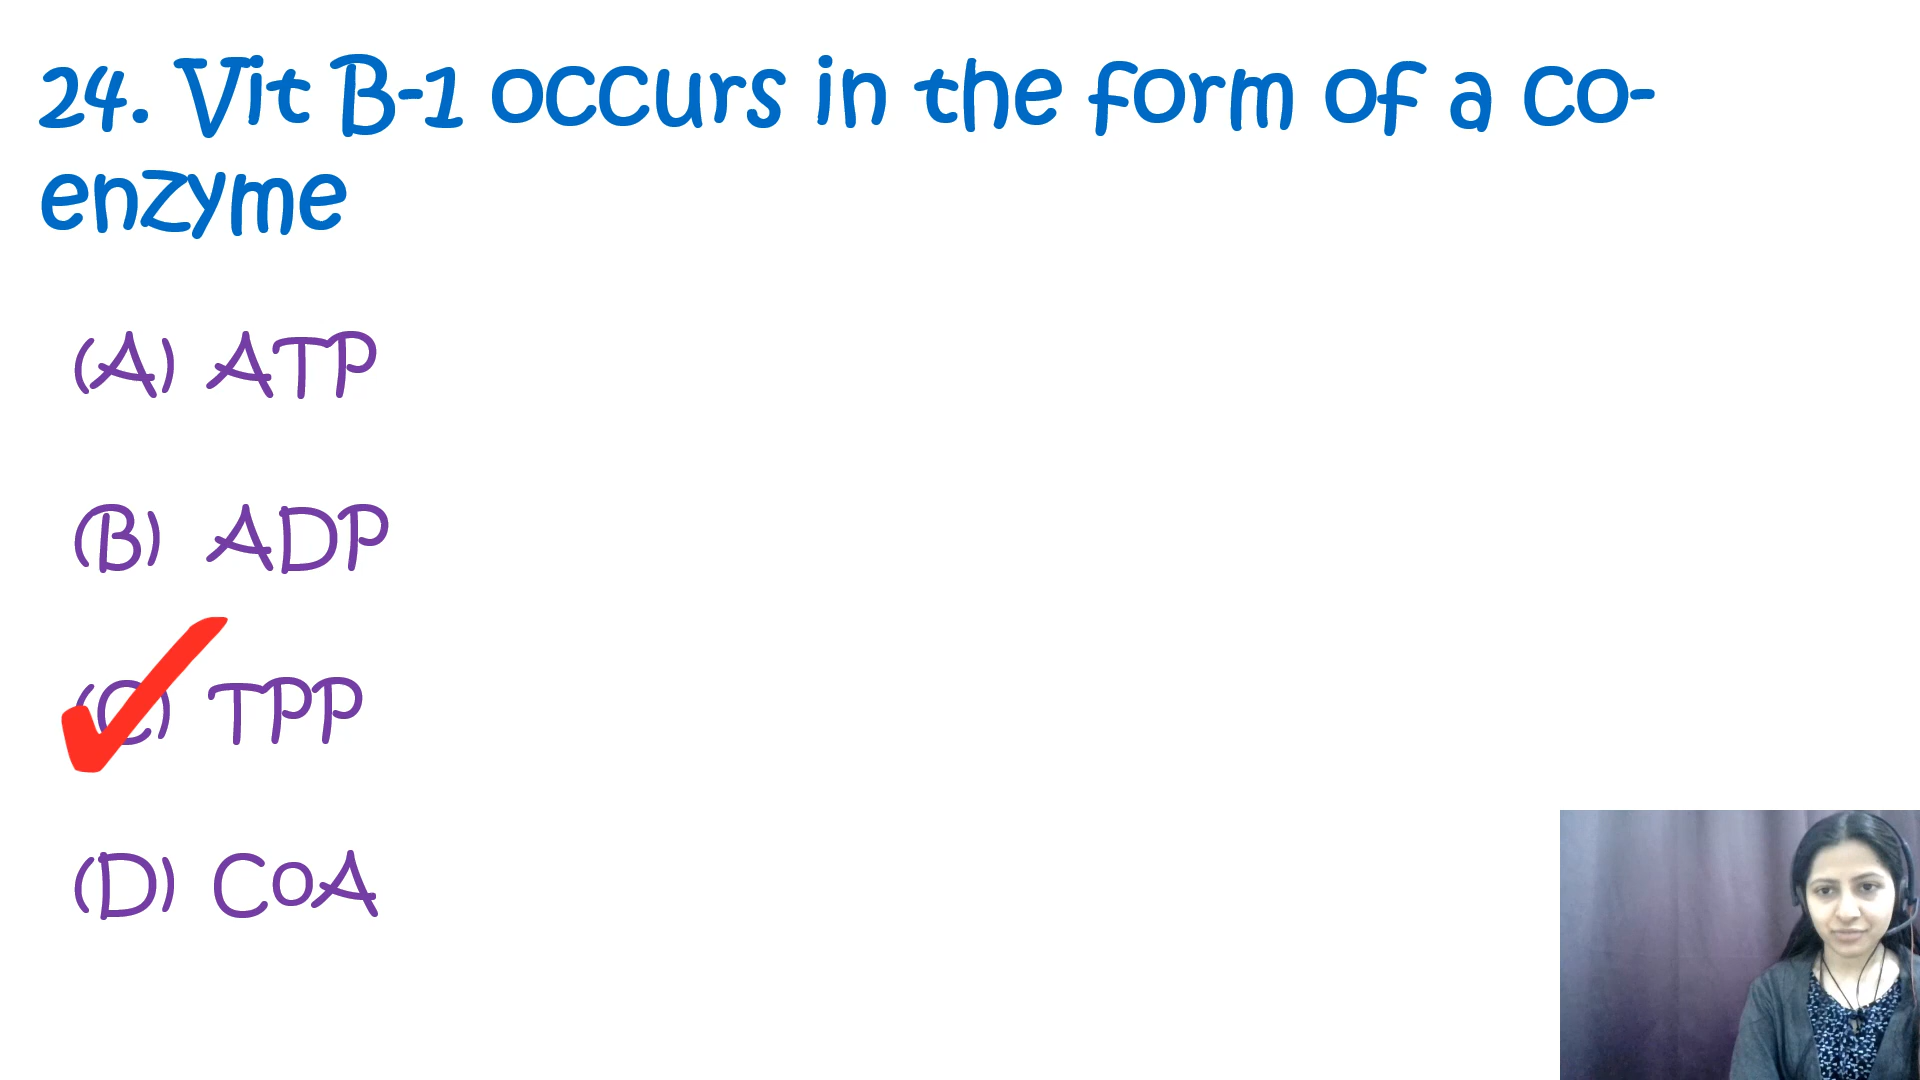 24. Vit B-1 occurs in the form of a co-
enzyme
(A) ATP
(B) ADP
(C) TPP
(D) CoA